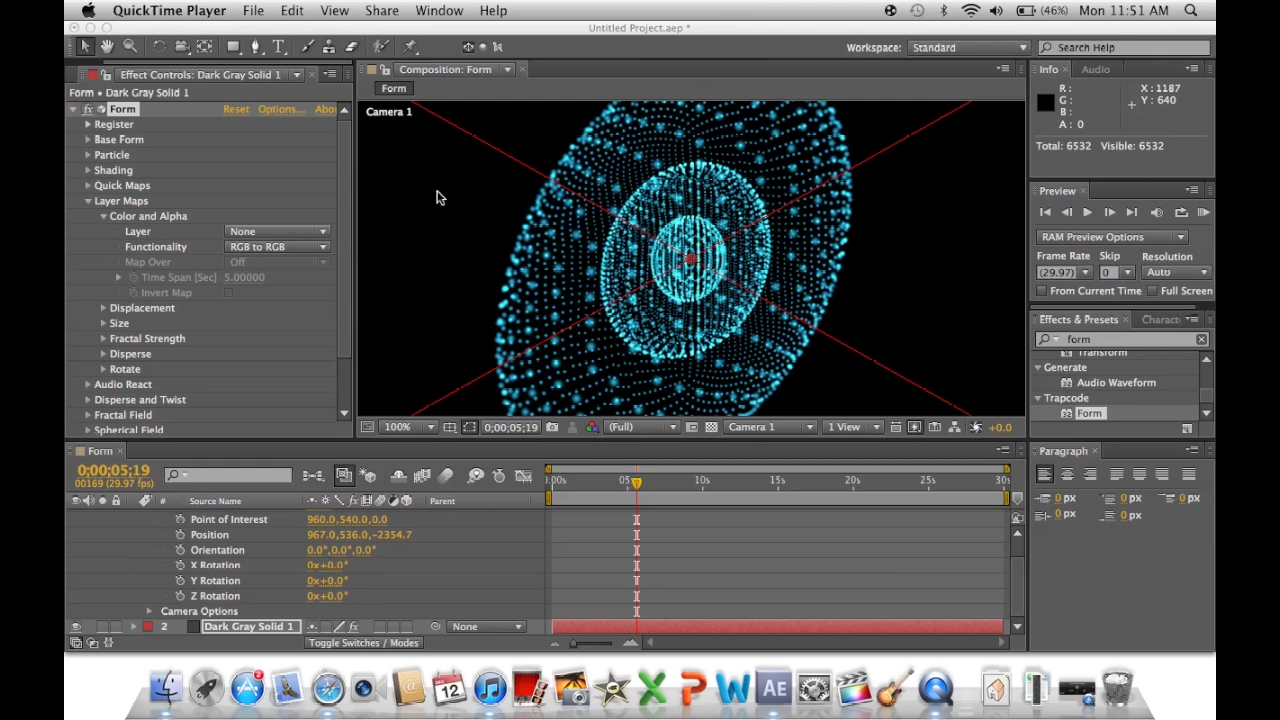 QuickTime Player File Edit View Share Window Help (46%) Mon 11:51 AM
Untitled Project.aep *
Workspace: Standard Search Help
Effect Controls: Dark Gray Solid 1
Form • Dark Gray Solid 1
Form Reset Options... Abou
Register
Base Form
Particle
Shading
Quick Maps
Layer Maps
Color and Alpha
Layer None
Functionality RGB to RGB
Map Over Off
Time Span [Sec] 5.00000
Invert Map
Displacement
Size
Fractal Strength
Disperse
Rotate
Audio React
Disperse and Twist
Fractal Field
Spherical Field
Composition: Form
Form
Camera 1
100% 0;00;05;19 (Full) Camera 1 1 View +0.0
Info Audio
R : X : 1187
G : Y : 640
B :
A : 0
Total: 6532 Visible: 6532
Preview
RAM Preview Options
Frame Rate Skip Resolution
(29.97) 0 Auto
From Current Time Full Screen
Effects & Presets Charact
form
Transform
Generate
Audio Waveform
Trapcode
Form
Form
0;00;05;19
00169 (29.97 fps)
:00s 05s 10s 15s 20s 25s 30s
# Source Name Parent
Point of Interest 960.0,540.0,0.0
Position 967.0,536.0,-2354.7
Orientation 0.0°,0.0°,0.0°
X Rotation 0x+0.0°
Y Rotation 0x+0.0°
Z Rotation 0x+0.0°
Camera Options
2 Dark Gray Solid 1 None
Toggle Switches / Modes
Paragraph
0 px 0 px 0 px
0 px 0 px
2
DEC
12
X P W AE